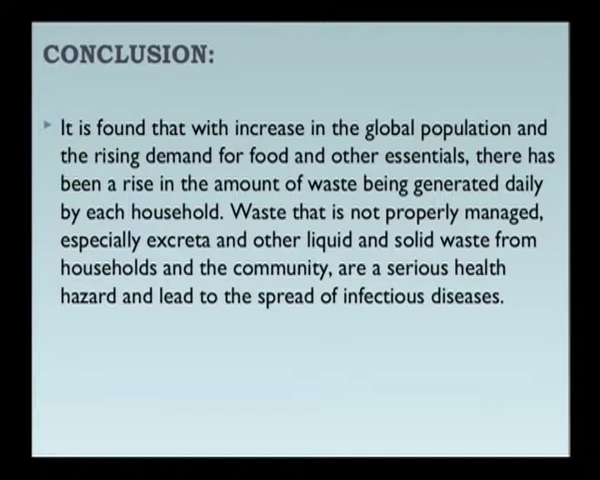 CONCLUSION:
It is found that with increase in the global population and
the rising demand for food and other essentials, there has
been a rise in the amount of waste being generated daily
by each household. Waste that is not properly managed,
especially excreta and other liquid and solid waste from
households and the community, are a serious health
hazard and lead to the spread of infectious diseases.